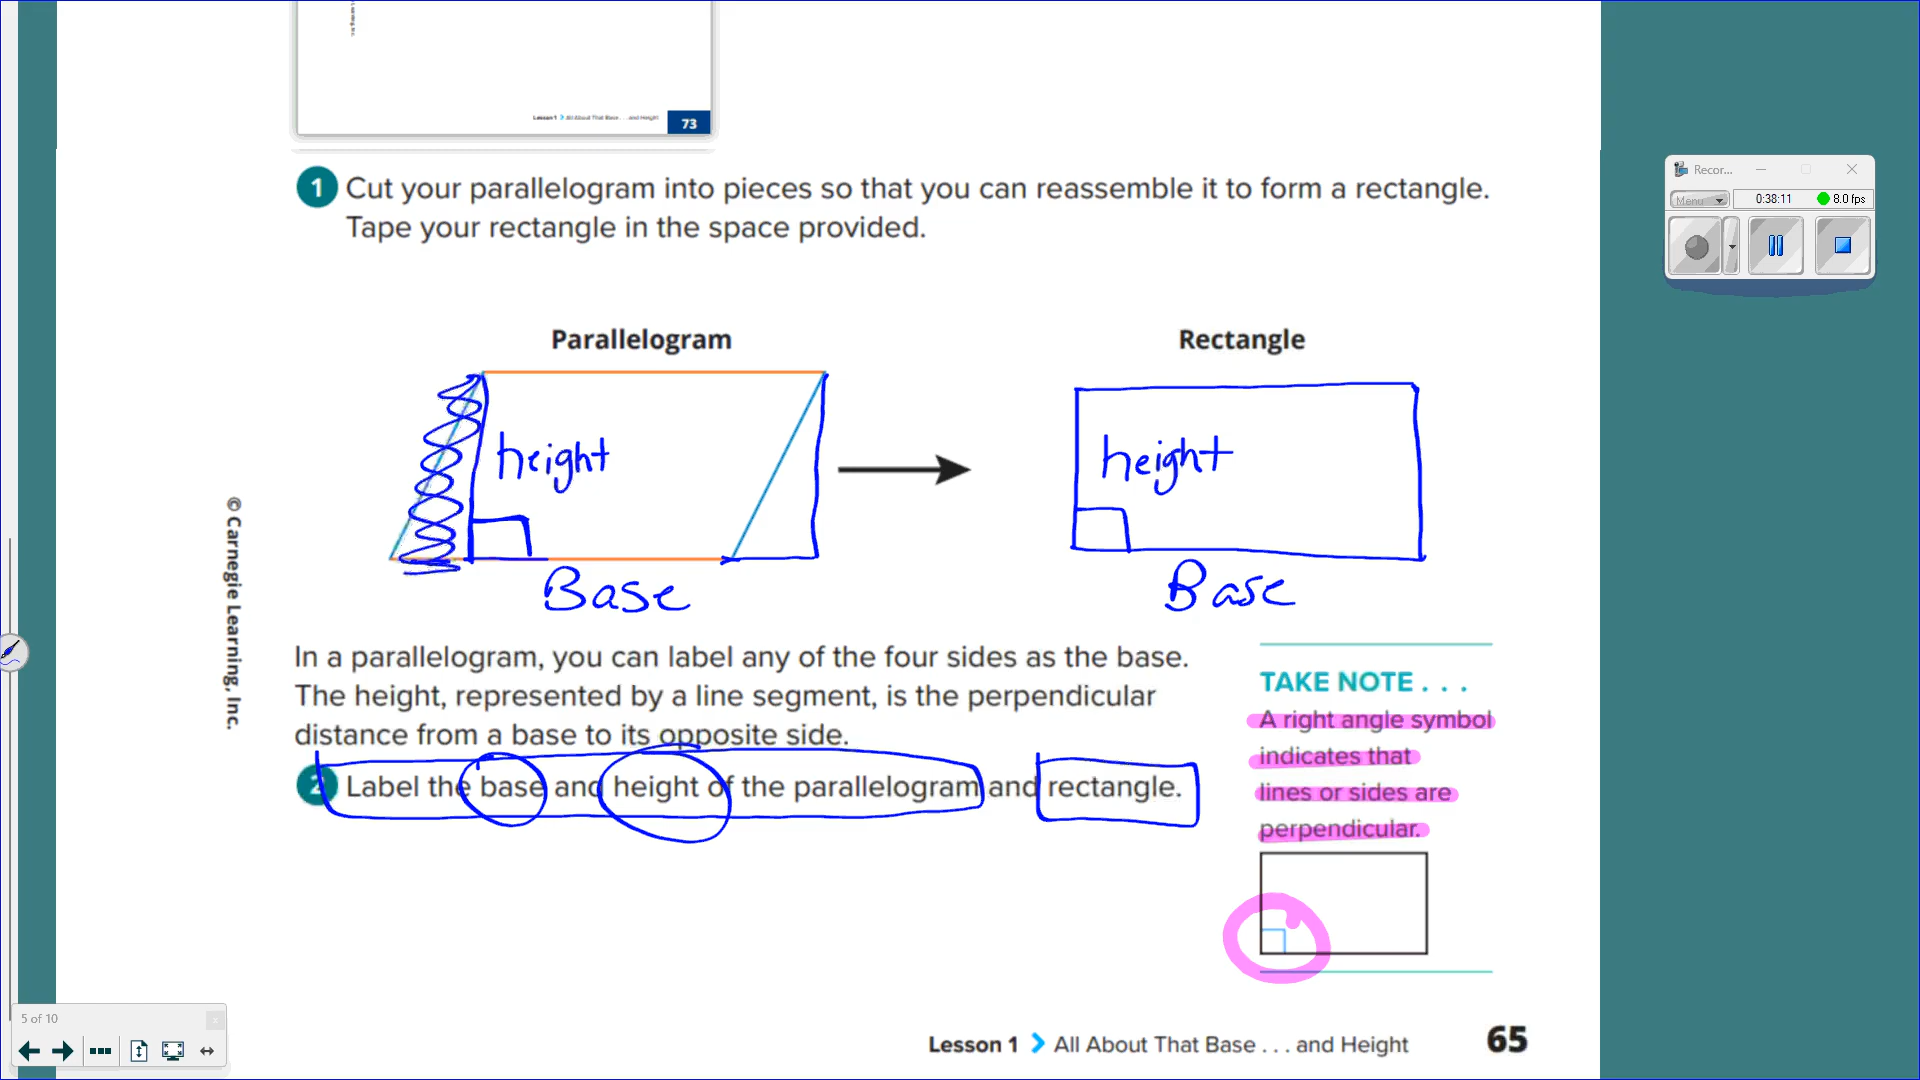 Lesson 1 > All About That Base . . . and Height
73
Recor...
Menu
0:38:11
8.0 fps
1 Cut your parallelogram into pieces so that you can reassemble it to form a rectangle.
Tape your rectangle in the space provided.
Parallelogram
Rectangle
height
height
Base
Base
© Carnegie Learning, Inc.
In a parallelogram, you can label any of the four sides as the base.
The height, represented by a line segment, is the perpendicular
distance from a base to its opposite side.
2 Label the base and height of the parallelogram and rectangle.
TAKE NOTE . . .
A right angle symbol
indicates that
lines or sides are
perpendicular.
5 of 10
Lesson 1 > All About That Base . . . and Height
65